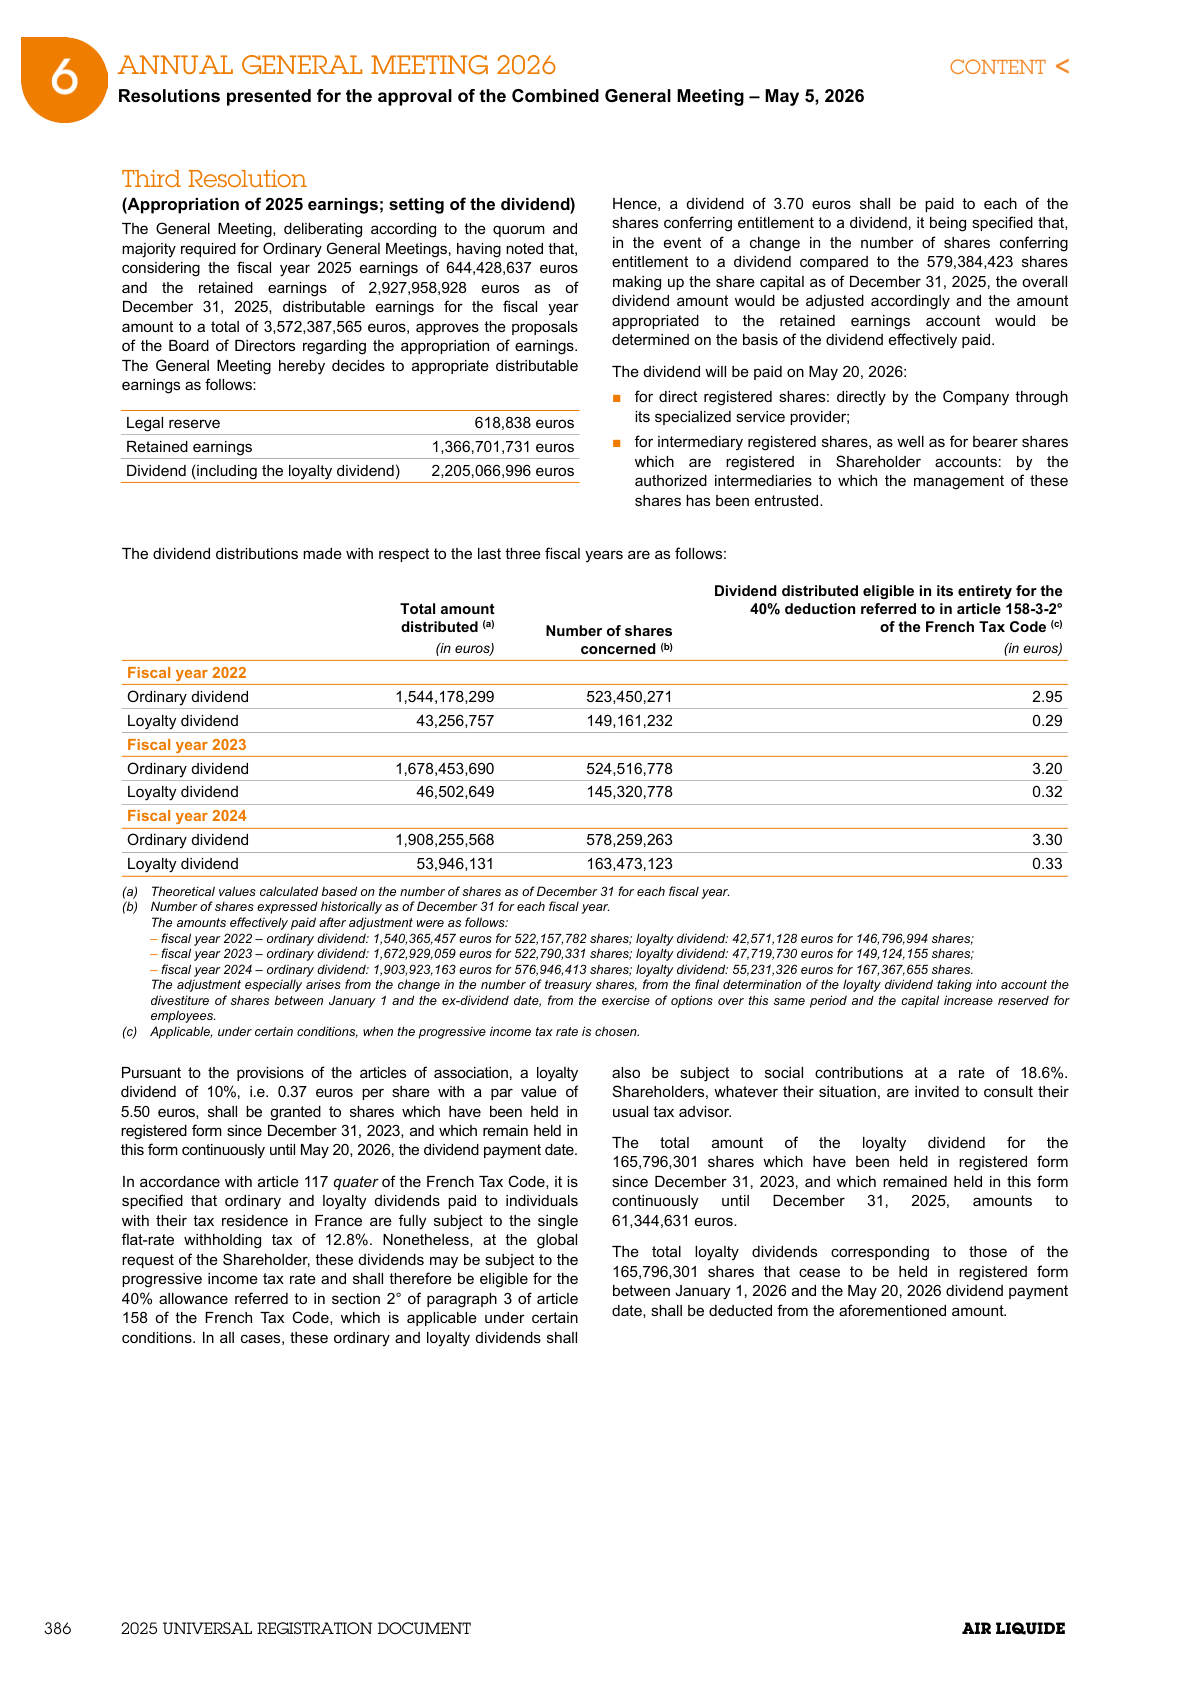 6
ANNUAL GENERAL MEETING 2026
CONTENT <
Resolutions presented for the approval of the Combined General Meeting – May 5, 2026
Third Resolution
(Appropriation of 2025 earnings; setting of the dividend)
The General Meeting, deliberating according to the quorum and
majority required for Ordinary General Meetings, having noted that,
considering the fiscal year 2025 earnings of 644,428,637 euros
and the retained earnings of 2,927,958,928 euros as of
December 31, 2025, distributable earnings for the fiscal year
amount to a total of 3,572,387,565 euros, approves the proposals
of the Board of Directors regarding the appropriation of earnings.
The General Meeting hereby decides to appropriate distributable
earnings as follows:
Legal reserve 618,838 euros
Retained earnings 1,366,701,731 euros
Dividend (including the loyalty dividend) 2,205,066,996 euros
Hence, a dividend of 3.70 euros shall be paid to each of the
shares conferring entitlement to a dividend, it being specified that,
in the event of a change in the number of shares conferring
entitlement to a dividend compared to the 579,384,423 shares
making up the share capital as of December 31, 2025, the overall
dividend amount would be adjusted accordingly and the amount
appropriated to the retained earnings account would be
determined on the basis of the dividend effectively paid.
The dividend will be paid on May 20, 2026:
■ for direct registered shares: directly by the Company through
its specialized service provider;
■ for intermediary registered shares, as well as for bearer shares
which are registered in Shareholder accounts: by the
authorized intermediaries to which the management of these
shares has been entrusted.
The dividend distributions made with respect to the last three fiscal years are as follows:
Total amount
distributed (a)
(in euros)
Number of shares
concerned (b)
Dividend distributed eligible in its entirety for the
40% deduction referred to in article 158-3-2°
of the French Tax Code (c)
(in euros)
Fiscal year 2022
Ordinary dividend 1,544,178,299 523,450,271 2.95
Loyalty dividend 43,256,757 149,161,232 0.29
Fiscal year 2023
Ordinary dividend 1,678,453,690 524,516,778 3.20
Loyalty dividend 46,502,649 145,320,778 0.32
Fiscal year 2024
Ordinary dividend 1,908,255,568 578,259,263 3.30
Loyalty dividend 53,946,131 163,473,123 0.33
(a) Theoretical values calculated based on the number of shares as of December 31 for each fiscal year.
(b) Number of shares expressed historically as of December 31 for each fiscal year.
The amounts effectively paid after adjustment were as follows:
– fiscal year 2022 – ordinary dividend: 1,540,365,457 euros for 522,157,782 shares; loyalty dividend: 42,571,128 euros for 146,796,994 shares;
– fiscal year 2023 – ordinary dividend: 1,672,929,059 euros for 522,790,331 shares; loyalty dividend: 47,719,730 euros for 149,124,155 shares;
– fiscal year 2024 – ordinary dividend: 1,903,923,163 euros for 576,946,413 shares; loyalty dividend: 55,231,326 euros for 167,367,655 shares.
The adjustment especially arises from the change in the number of treasury shares, from the final determination of the loyalty dividend taking into account the
divestiture of shares between January 1 and the ex-dividend date, from the exercise of options over this same period and the capital increase reserved for
employees.
(c) Applicable, under certain conditions, when the progressive income tax rate is chosen.
Pursuant to the provisions of the articles of association, a loyalty
dividend of 10%, i.e. 0.37 euros per share with a par value of
5.50 euros, shall be granted to shares which have been held in
registered form since December 31, 2023, and which remain held in
this form continuously until May 20, 2026, the dividend payment date.
In accordance with article 117 quater of the French Tax Code, it is
specified that ordinary and loyalty dividends paid to individuals
with their tax residence in France are fully subject to the single
flat-rate withholding tax of 12.8%. Nonetheless, at the global
request of the Shareholder, these dividends may be subject to the
progressive income tax rate and shall therefore be eligible for the
40% allowance referred to in section 2° of paragraph 3 of article
158 of the French Tax Code, which is applicable under certain
conditions. In all cases, these ordinary and loyalty dividends shall
also be subject to social contributions at a rate of 18.6%.
Shareholders, whatever their situation, are invited to consult their
usual tax advisor.
The total amount of the loyalty dividend for the
165,796,301 shares which have been held in registered form
since December 31, 2023, and which remained held in this form
continuously until December 31, 2025, amounts to
61,344,631 euros.
The total loyalty dividends corresponding to those of the
165,796,301 shares that cease to be held in registered form
between January 1, 2026 and the May 20, 2026 dividend payment
date, shall be deducted from the aforementioned amount.
386
2025 UNIVERSAL REGISTRATION DOCUMENT
AIR LIQUIDE